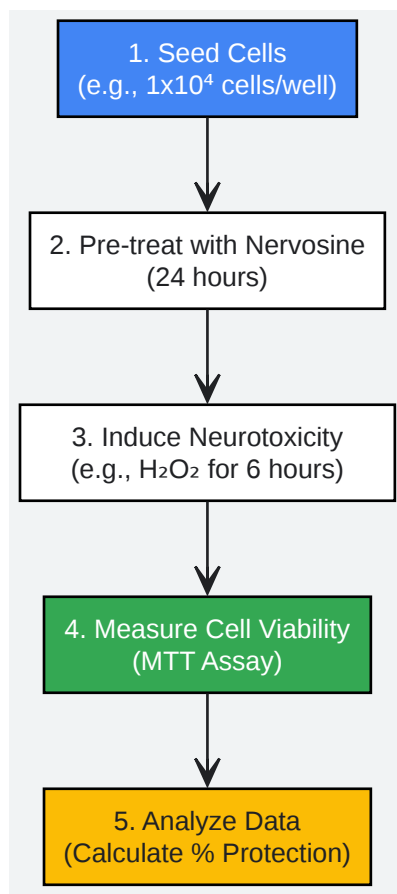 1. Seed Cells
(e.g., 1x10⁴ cells/well)
2. Pre-treat with Nervosine
(24 hours)
3. Induce Neurotoxicity
(e.g., H₂O₂ for 6 hours)
4. Measure Cell Viability
(MTT Assay)
5. Analyze Data
(Calculate % Protection)